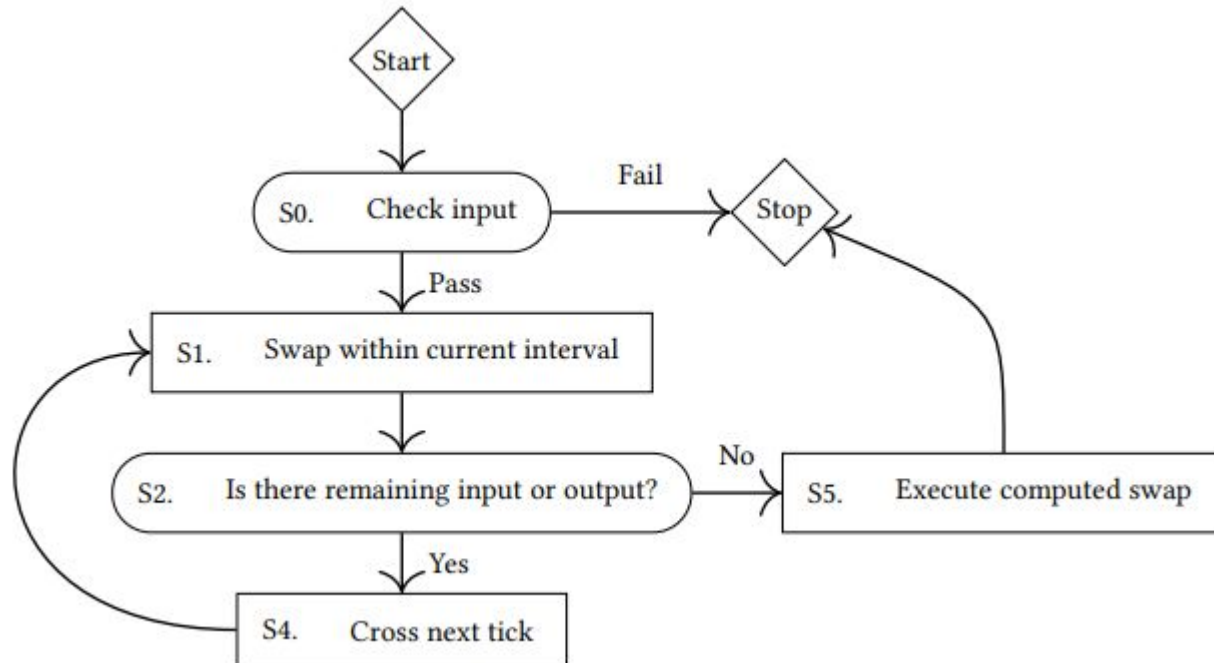 Start
Fail
S0. Check input
Stop
Pass
S1. Swap within current interval
No
S2. Is there remaining input or output?
S5. Execute computed swap
Yes
S4. Cross next tick